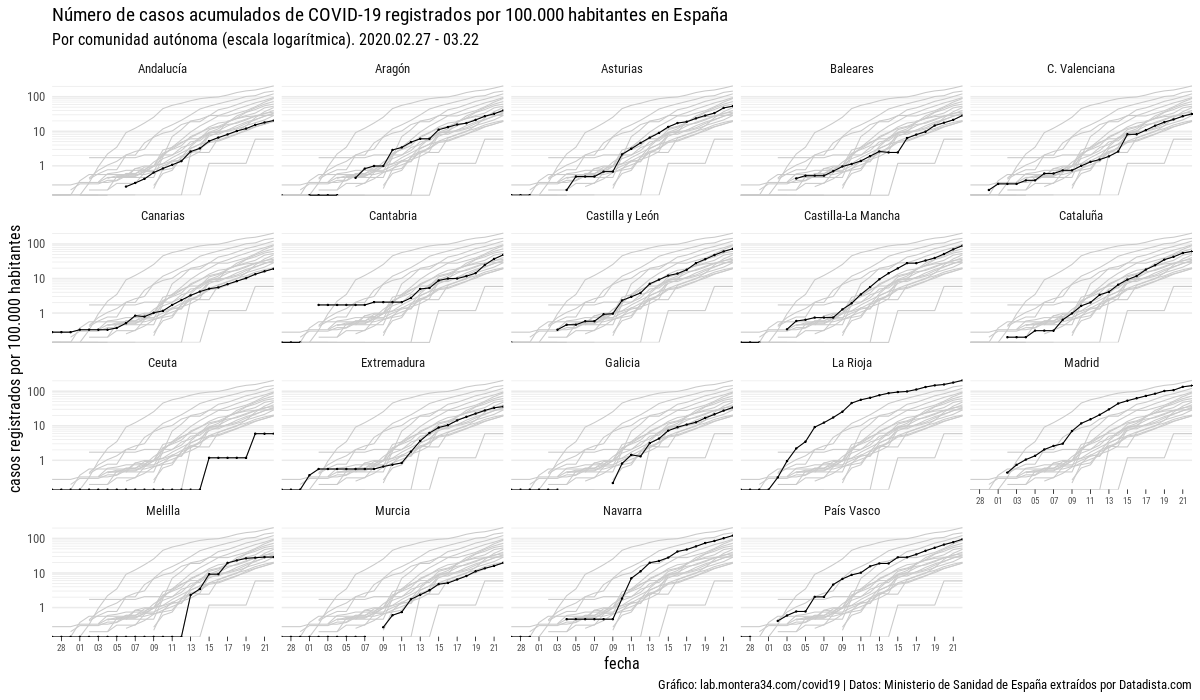 Número de casos acumulados de COVID-19 registrados por 100.000 habitantes en España
Por comunidad autónoma (escala logarítmica). 2020.02.27 - 03.22
Andalucía Aragón Asturias Baleares C. Valenciana
100
10
1
Canarias Cantabria Castilla y León Castilla-La Mancha Cataluña
100
10
1
casos registrados por 100.000 habitantes
Ceuta Extremadura Galicia La Rioja Madrid
100
10
1
28 01 03 05 07 09 11 13 15 17 19 21
Melilla Murcia Navarra País Vasco
100
10
1
28 01 03 05 07 09 11 13 15 17 19 21 28 01 03 05 07 09 11 13 15 17 19 21 28 01 03 05 07 09 11 13 15 17 19 21 28 01 03 05 07 09 11 13 15 17 19 21
fecha
Gráfico: lab.montera34.com/covid19 | Datos: Ministerio de Sanidad de España extraídos por Datadista.com